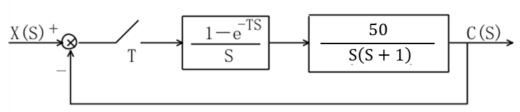 X(S) +
−
T
1−e^{−TS}
S
50
S(S + 1)
C(S)